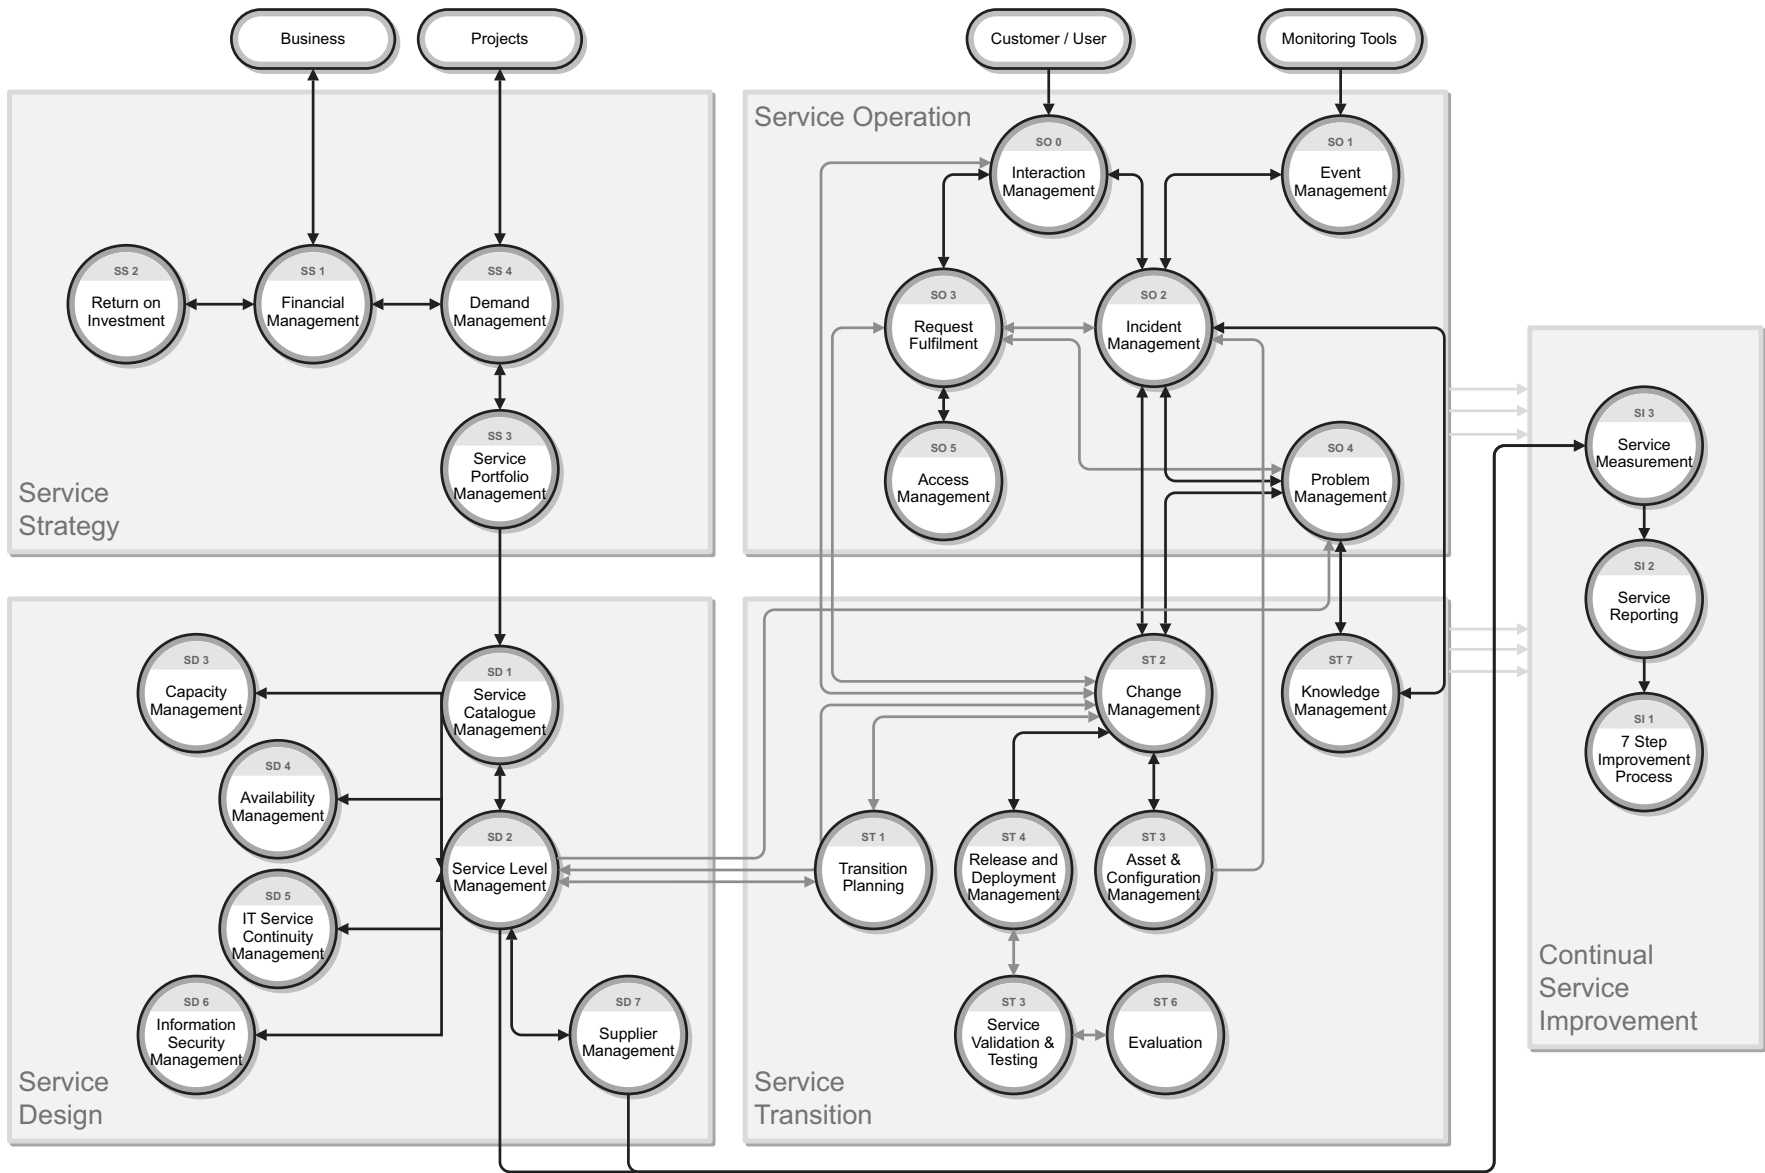 Business
Projects
Customer / User
Monitoring Tools
Service
Strategy
SS 2
Return on
Investment
SS 1
Financial
Management
SS 4
Demand
Management
SS 3
Service
Portfolio
Management
Service Operation
SO 0
Interaction
Management
SO 1
Event
Management
SO 3
Request
Fulfilment
SO 2
Incident
Management
SO 5
Access
Management
SO 4
Problem
Management
Service
Design
SD 3
Capacity
Management
SD 1
Service
Catalogue
Management
SD 4
Availability
Management
SD 2
Service Level
Management
SD 5
IT Service
Continuity
Management
SD 6
Information
Security
Management
SD 7
Supplier
Management
Service
Transition
ST 2
Change
Management
ST 7
Knowledge
Management
ST 1
Transition
Planning
ST 4
Release and
Deployment
Management
ST 3
Asset &
Configuration
Management
ST 3
Service
Validation &
Testing
ST 6
Evaluation
SI 3
Service
Measurement
SI 2
Service
Reporting
SI 1
7 Step
Improvement
Process
Continual
Service
Improvement